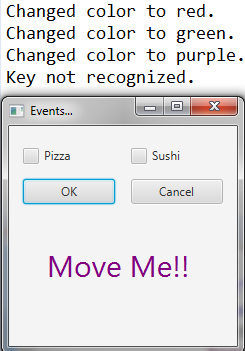 Changed color to red.
Changed color to green.
Changed color to purple.
Key not recognized.
Events...
Pizza Sushi
OK Cancel
Move Me!!